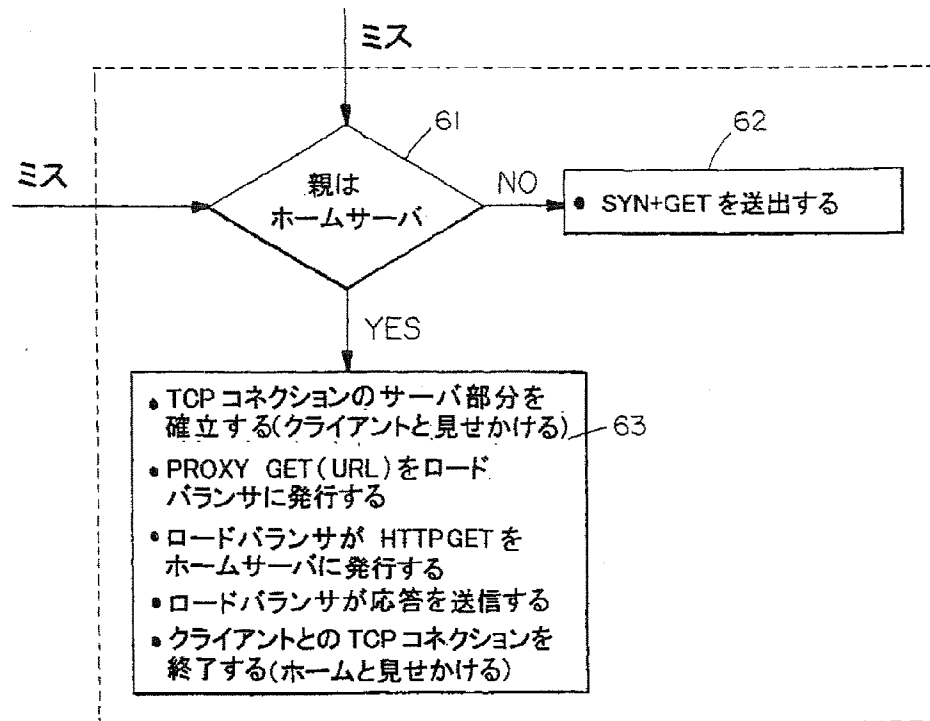 ミス
61
62
ミス
親は
ホームサーバ
NO
• SYN+GET を送出する
YES
• TCP コネクションのサーバ部分を
確立する(クライアントと見せかける)
63
• PROXY GET(URL)をロード
バランサに発行する
• ロードバランサが HTTPGET を
ホームサーバに発行する
• ロードバランサが応答を送信する
• クライアントとの TCP コネクションを
終了する(ホームと見せかける)